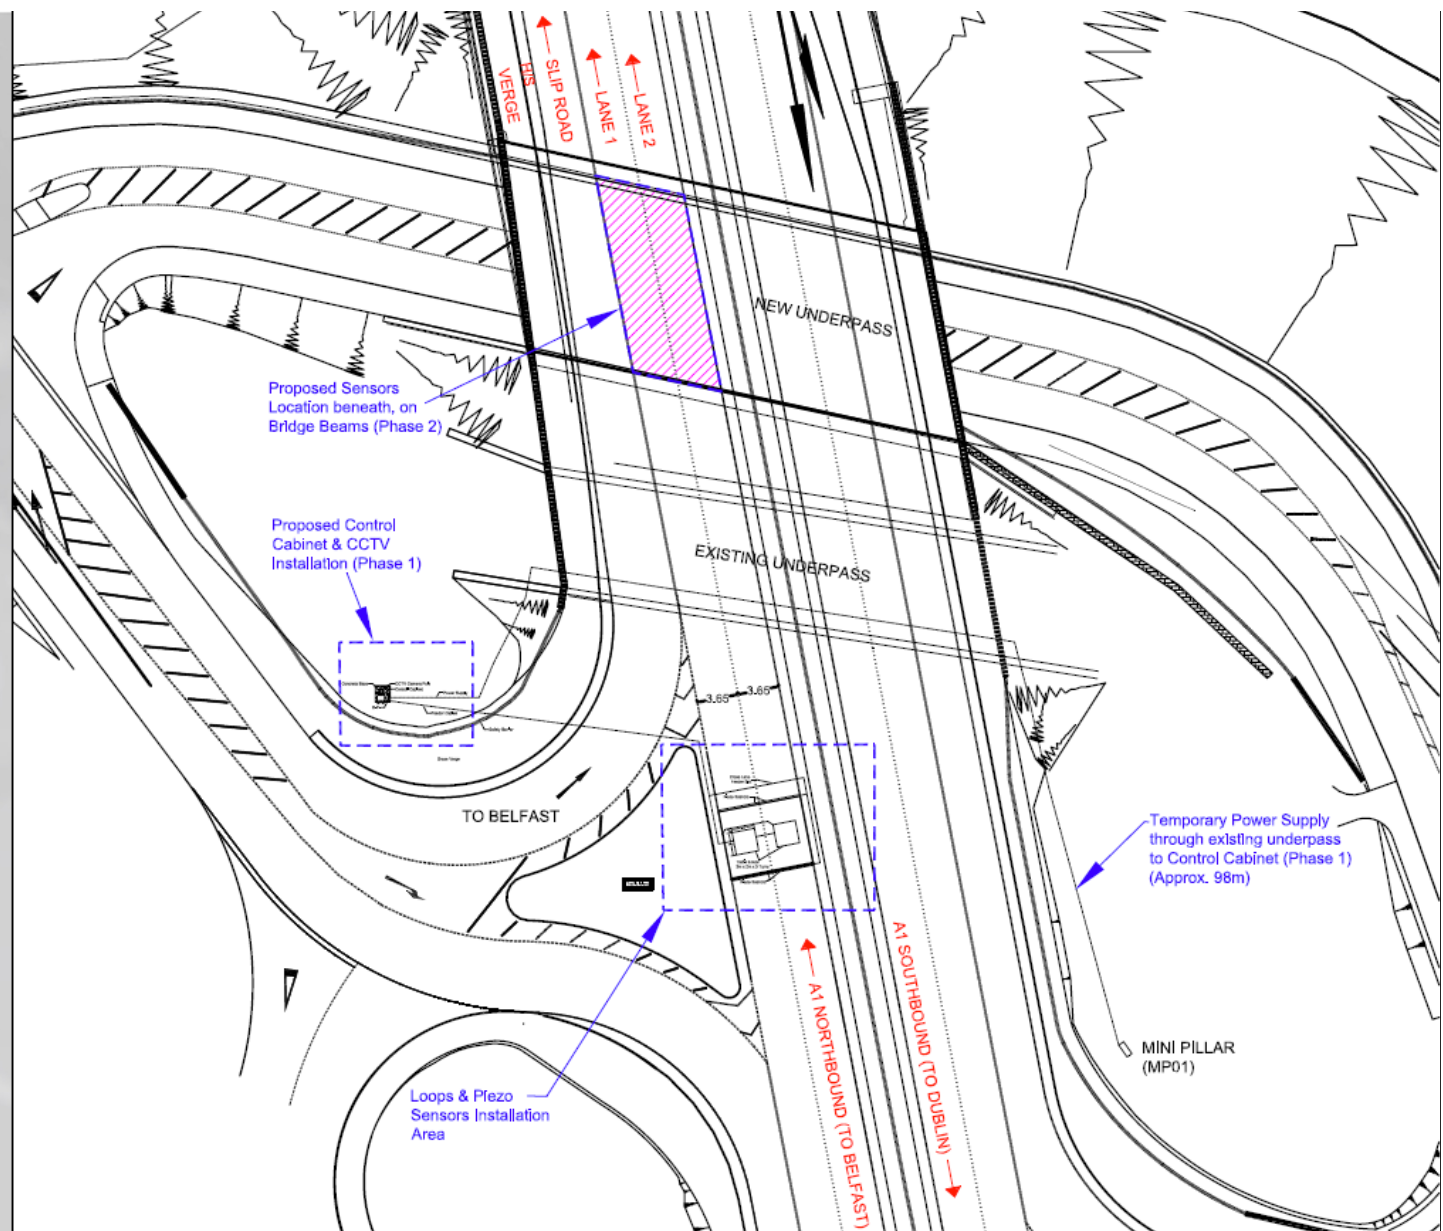 H/S
VERGE
SLIP ROAD
LANE 1
LANE 2
NEW UNDERPASS
Proposed Sensors
Location beneath, on
Bridge Beams (Phase 2)
Proposed Control
Cabinet & CCTV
Installation (Phase 1)
EXISTING UNDERPASS
3.65
3.65
TO BELFAST
Temporary Power Supply
through existing underpass
to Control Cabinet (Phase 1)
(Approx. 98m)
A1 NORTHBOUND (TO BELFAST)
A1 SOUTHBOUND (TO DUBLIN)
MINI PILLAR
(MP01)
Loops & Piezo
Sensors Installation
Area